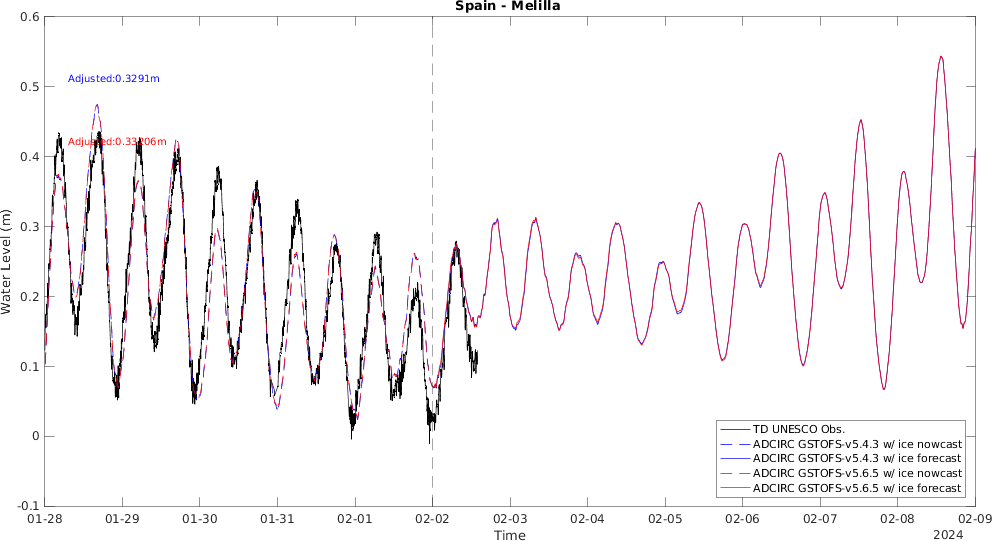 Spain - Melilla
0.6
0.5
0.4
0.3
0.2
0.1
0
-0.1
Water Level (m)
Adjusted:0.3291m
Adjusted:0.33206m
TD UNESCO Obs.
ADCIRC GSTOFS-v5.4.3 w/ ice nowcast
ADCIRC GSTOFS-v5.4.3 w/ ice forecast
ADCIRC GSTOFS-v5.6.5 w/ ice nowcast
ADCIRC GSTOFS-v5.6.5 w/ ice forecast
01-28 01-29 01-30 01-31 02-01 02-02 02-03 02-04 02-05 02-06 02-07 02-08 02-09
Time
2024